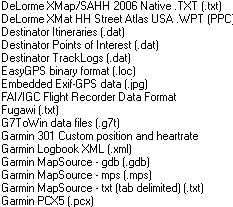 DeLorme XMap/SAHH 2006 Native .TXT (.txt)
DeLorme XMat HH Street Atlas USA .WPT (PPC)
Destinator Itineraries (.dat)
Destinator Points of Interest (.dat)
Destinator TrackLogs (.dat)
EasyGPS binary format (.loc)
Embedded Exif-GPS data (.jpg)
FAI/IGC Flight Recorder Data Format
Fugawi (.txt)
G7ToWin data files (.g7t)
Garmin 301 Custom position and heartrate
Garmin Logbook XML (.xml)
Garmin MapSource - gdb (.gdb)
Garmin MapSource - mps (.mps)
Garmin MapSource - txt (tab delimited) (.txt)
Garmin PCX5 (.pcx)